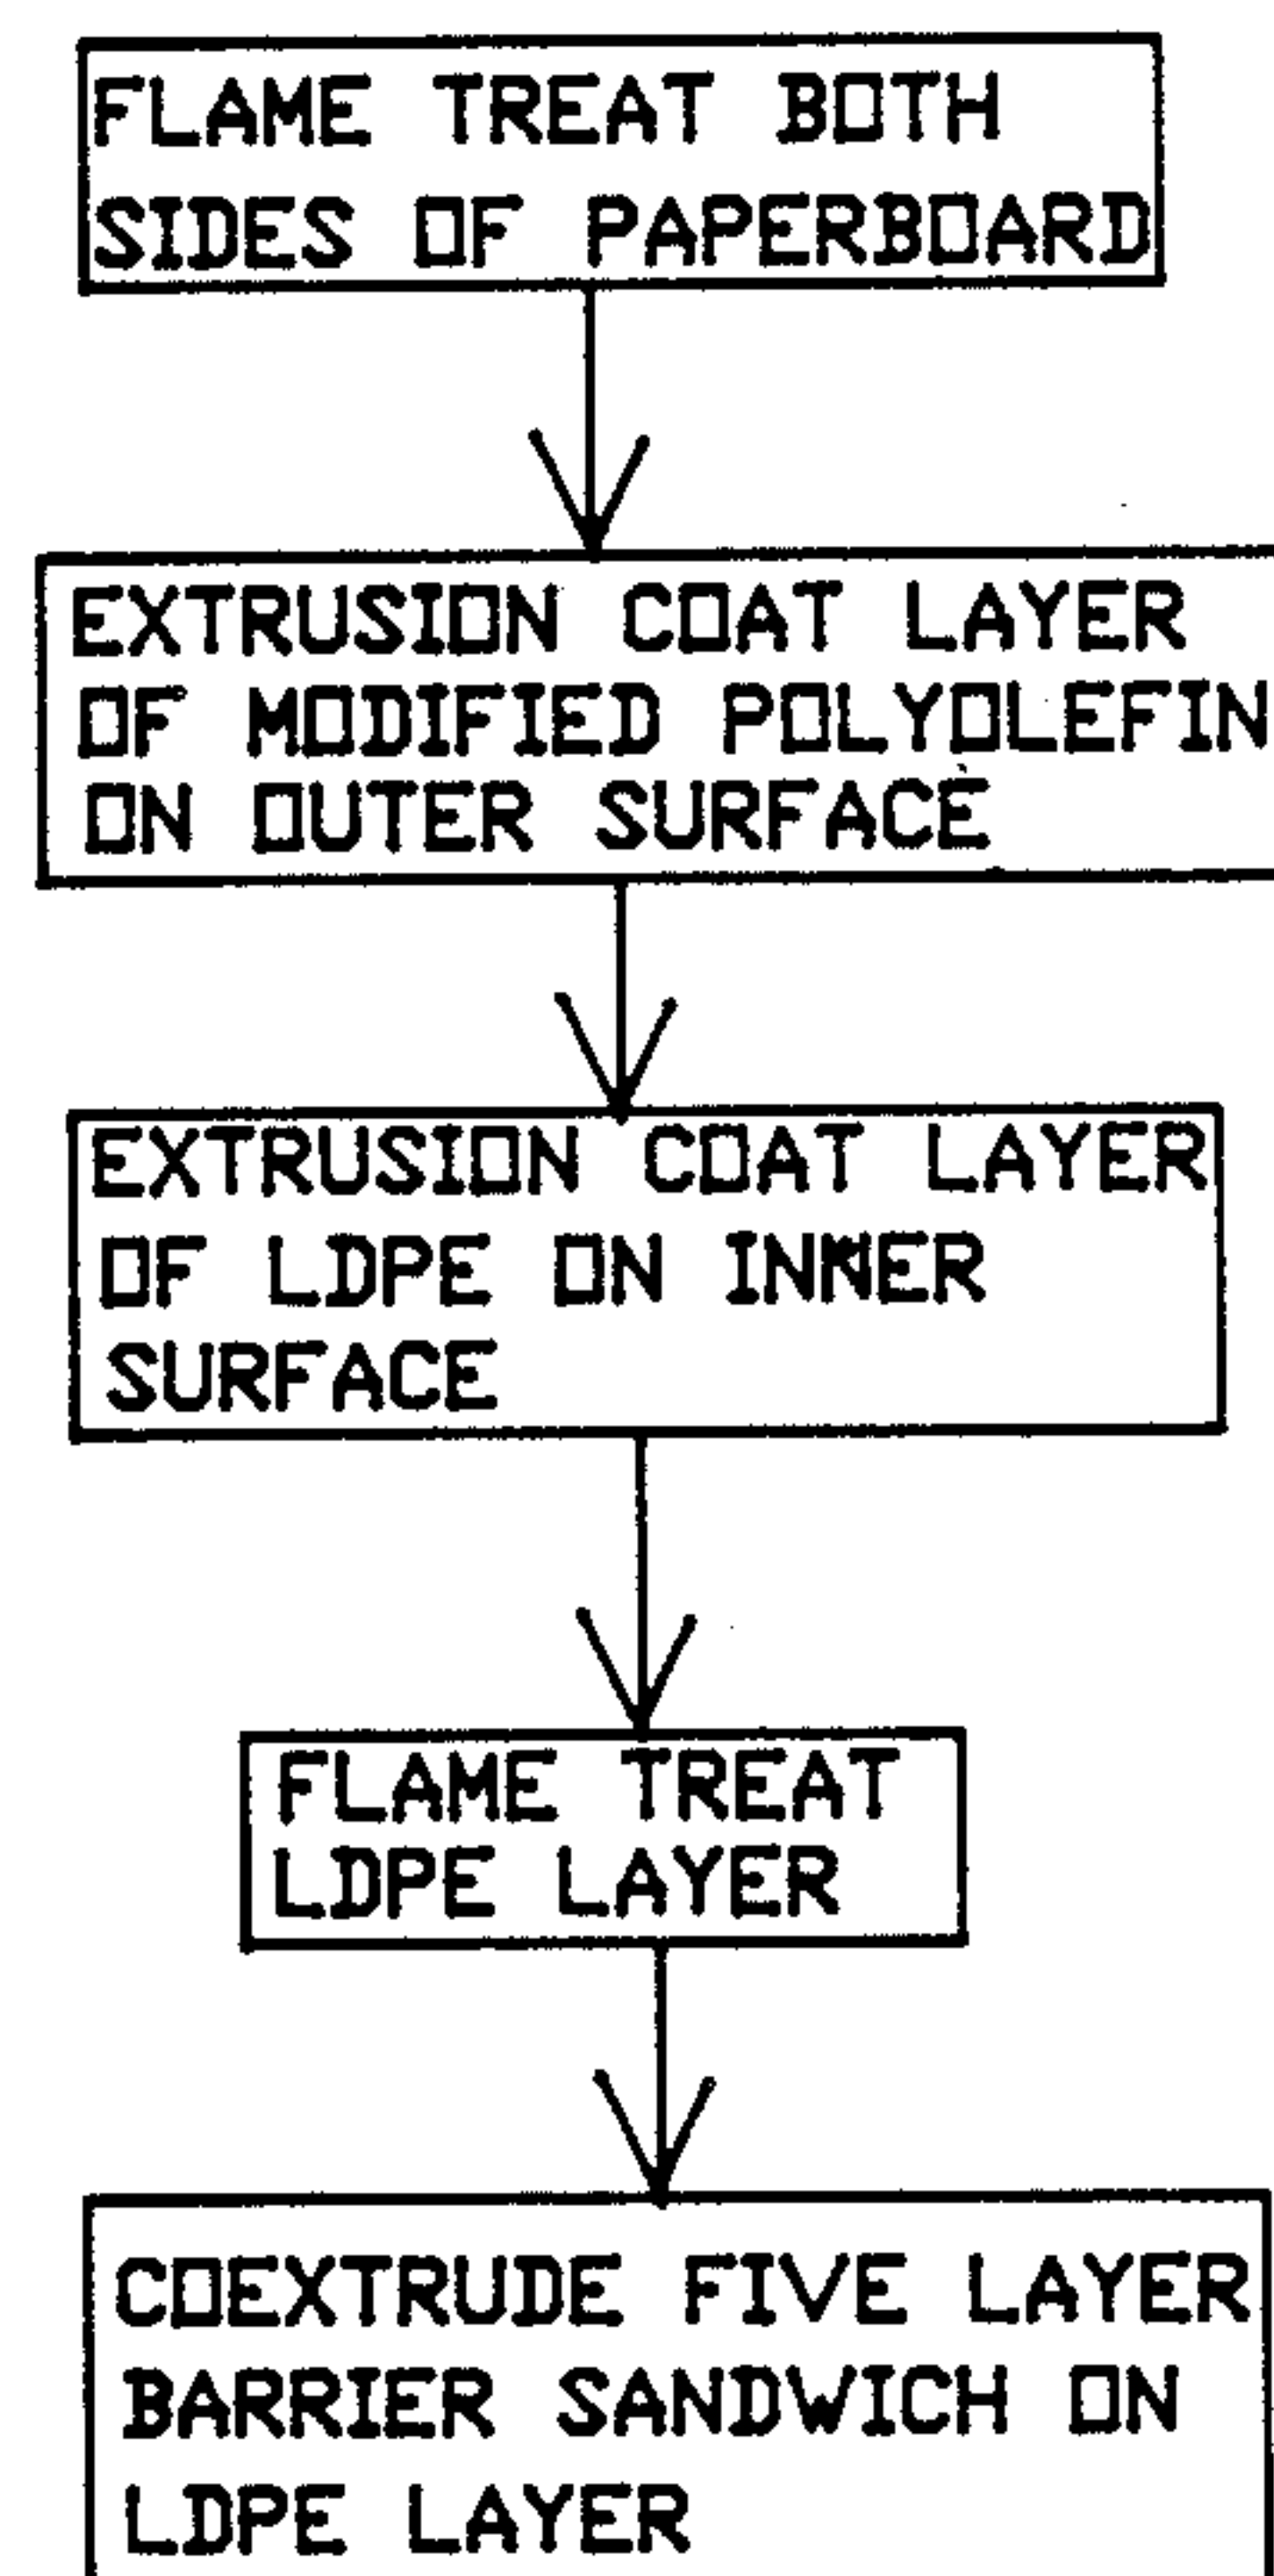 FLAME TREAT BOTH
SIDES OF PAPERBOARD
EXTRUSION COAT LAYER
OF MODIFIED POLYOLEFIN
ON OUTER SURFACE
EXTRUSION COAT LAYER
OF LDPE ON INNER
SURFACE
FLAME TREAT
LDPE LAYER
COEXTRUDE FIVE LAYER
BARRIER SANDWICH ON
LDPE LAYER